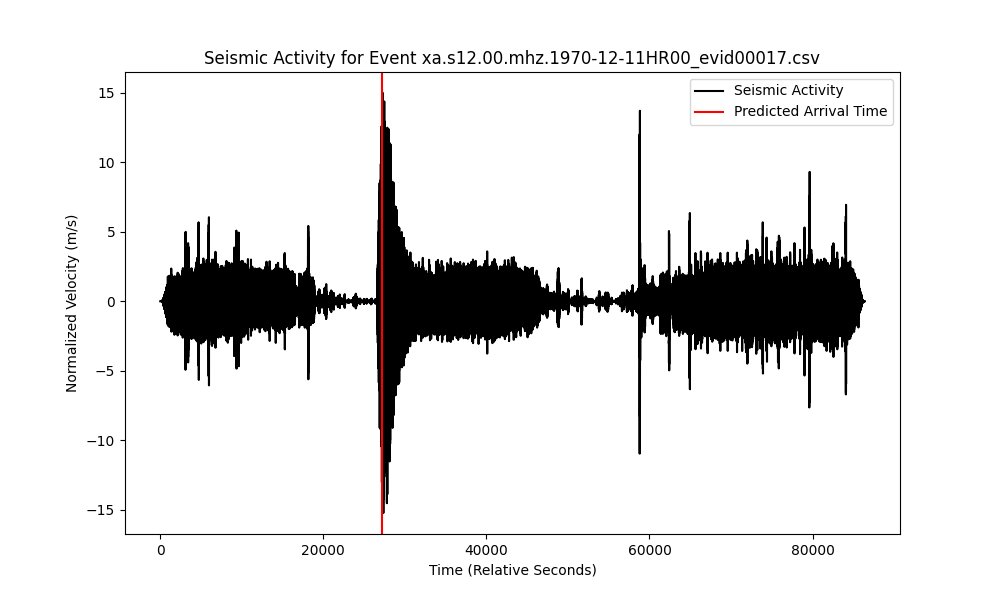 Seismic Activity for Event xa.s12.00.mhz.1970-12-11HR00_evid00017.csv
Seismic Activity
Predicted Arrival Time
Normalized Velocity (m/s)
15
10
5
0
−5
−10
−15
0 20000 40000 60000 80000
Time (Relative Seconds)